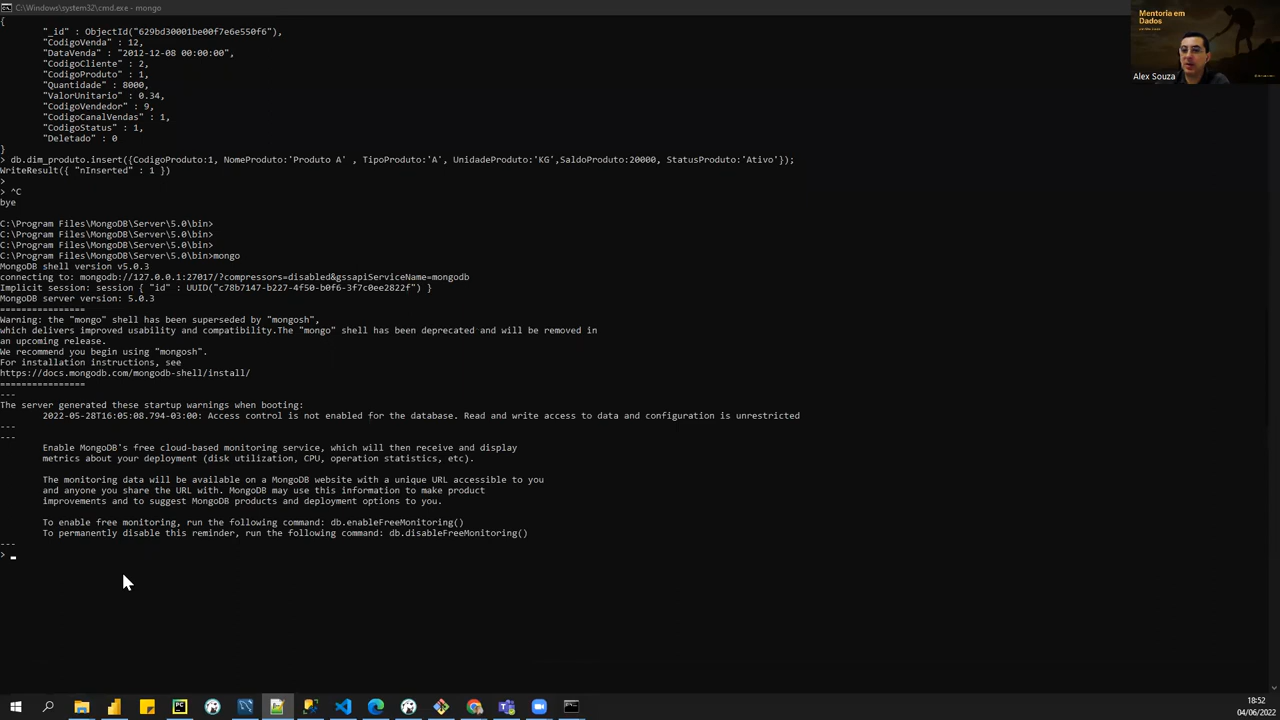 C:\Windows\system32\cmd.exe - mongo
{
"_id" : ObjectId("629bd30001be00f7e6e550f6"),
"CodigoVenda" : 12,
"DataVenda" : "2012-12-08 00:00:00",
"CodigoCliente" : 2,
"CodigoProduto" : 1,
"Quantidade" : 8000,
"ValorUnitario" : 0.34,
"CodigoVendedor" : 9,
"CodigoCanalVendas" : 1,
"CodigoStatus" : 1,
"Deletado" : 0
}
> db.dim_produto.insert({CodigoProduto:1, NomeProduto:'Produto A' , TipoProduto:'A', UnidadeProduto:'KG',SaldoProduto:20000, StatusProduto:'Ativo'});
WriteResult({ "nInserted" : 1 })
>
> ^C
bye
C:\Program Files\MongoDB\Server\5.0\bin>
C:\Program Files\MongoDB\Server\5.0\bin>
C:\Program Files\MongoDB\Server\5.0\bin>
C:\Program Files\MongoDB\Server\5.0\bin>mongo
MongoDB shell version v5.0.3
connecting to: mongodb://127.0.0.1:27017/?compressors=disabled&gssapiServiceName=mongodb
Implicit session: session { "id" : UUID("c78b7147-b227-4f50-b0f6-3f7c0ee2822f") }
MongoDB server version: 5.0.3
================
Warning: the "mongo" shell has been superseded by "mongosh",
which delivers improved usability and compatibility.The "mongo" shell has been deprecated and will be removed in
an upcoming release.
We recommend you begin using "mongosh".
For installation instructions, see
https://docs.mongodb.com/mongodb-shell/install/
================
---
The server generated these startup warnings when booting:
2022-05-28T16:05:08.794-03:00: Access control is not enabled for the database. Read and write access to data and configuration is unrestricted
---
---
Enable MongoDB's free cloud-based monitoring service, which will then receive and display
metrics about your deployment (disk utilization, CPU, operation statistics, etc).
The monitoring data will be available on a MongoDB website with a unique URL accessible to you
and anyone you share the URL with. MongoDB may use this information to make product
improvements and to suggest MongoDB products and deployment options to you.
To enable free monitoring, run the following command: db.enableFreeMonitoring()
To permanently disable this reminder, run the following command: db.disableFreeMonitoring()
---
>
Mentoria em
Dados
Alex Souza
PC
18:52
04/06/2022